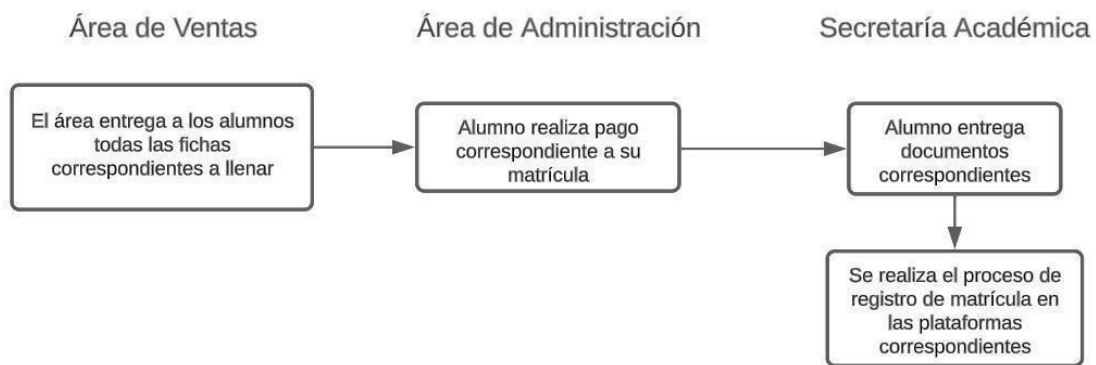 Área de Ventas
Área de Administración
Secretaría Académica
El área entrega a los alumnos
todas las fichas
correspondientes a llenar
Alumno realiza pago
correspondiente a su
matrícula
Alumno entrega
documentos
correspondientes
Se realiza el proceso de
registro de matrícula en
las plataformas
correspondientes